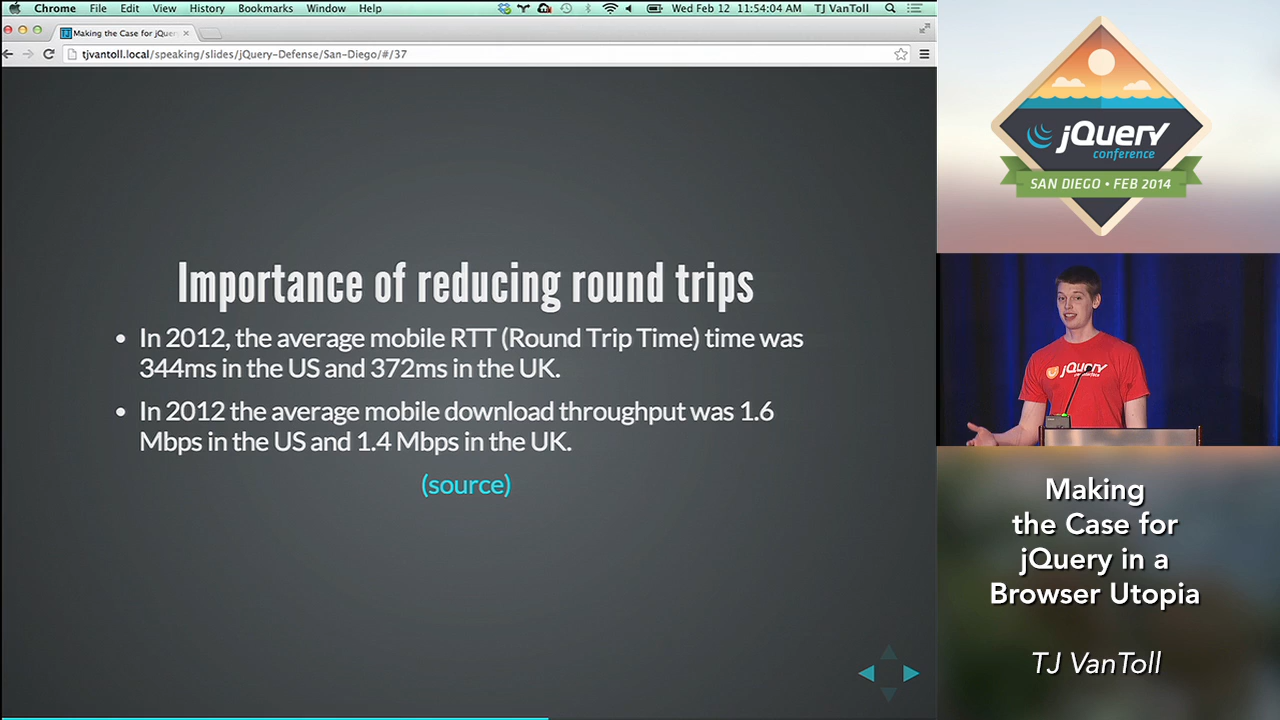 Chrome File Edit View History Bookmarks Window Help Wed Feb 12 11:54:04 AM TJ VanToll
Making the Case for jQuer
tjvantoll.local/speaking/slides/jQuery-Defense/San-Diego/#/37
Importance of reducing round trips
• In 2012, the average mobile RTT (Round Trip Time) time was
344ms in the US and 372ms in the UK.
• In 2012 the average mobile download throughput was 1.6
Mbps in the US and 1.4 Mbps in the UK.
(source)
jQuery
conference
SAN DIEGO • FEB 2014
jQuery
Making
the Case for
jQuery in a
Browser Utopia
TJ VanToll